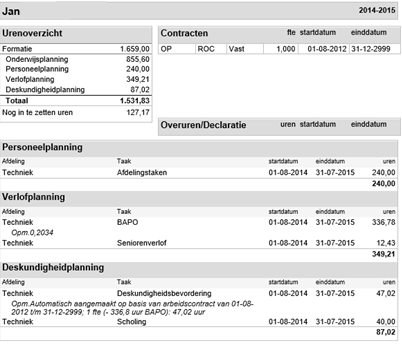 Jan 2014-2015
Urenoverzicht
Formatie 1.659,00
Onderwijsplanning 855,60
Personeelplanning 240,00
Verlofplanning 349,21
Deskundigheidplanning 87,02
Totaal 1.531,83
Nog in te zetten uren 127,17
Contracten fte startdatum einddatum
OP ROC Vast 1,000 01-08-2012 31-12-2999
Overuren/Declaratie uren startdatum einddatum
Personeelplanning
Afdeling Taak startdatum einddatum uren
Techniek Afdelingstaken 01-08-2014 31-07-2015 240,00
240,00
Verlofplanning
Afdeling Taak startdatum einddatum uren
Techniek BAPO 01-08-2014 31-07-2015 336,78
Opm.0,2034
Techniek Seniorenverlof 01-08-2014 31-07-2015 12,43
349,21
Deskundigheidplanning
Afdeling Taak startdatum einddatum uren
Techniek Deskundigheidsbevordering 01-08-2014 31-07-2015 47,02
Opm.Automatisch aangemaakt op basis van arbeidscontract van 01-08-
2012 t/m 31-12-2999; 1 fte (- 336,8 uur BAPO): 47,02 uur
Techniek Scholing 01-08-2014 31-07-2015 40,00
87,02